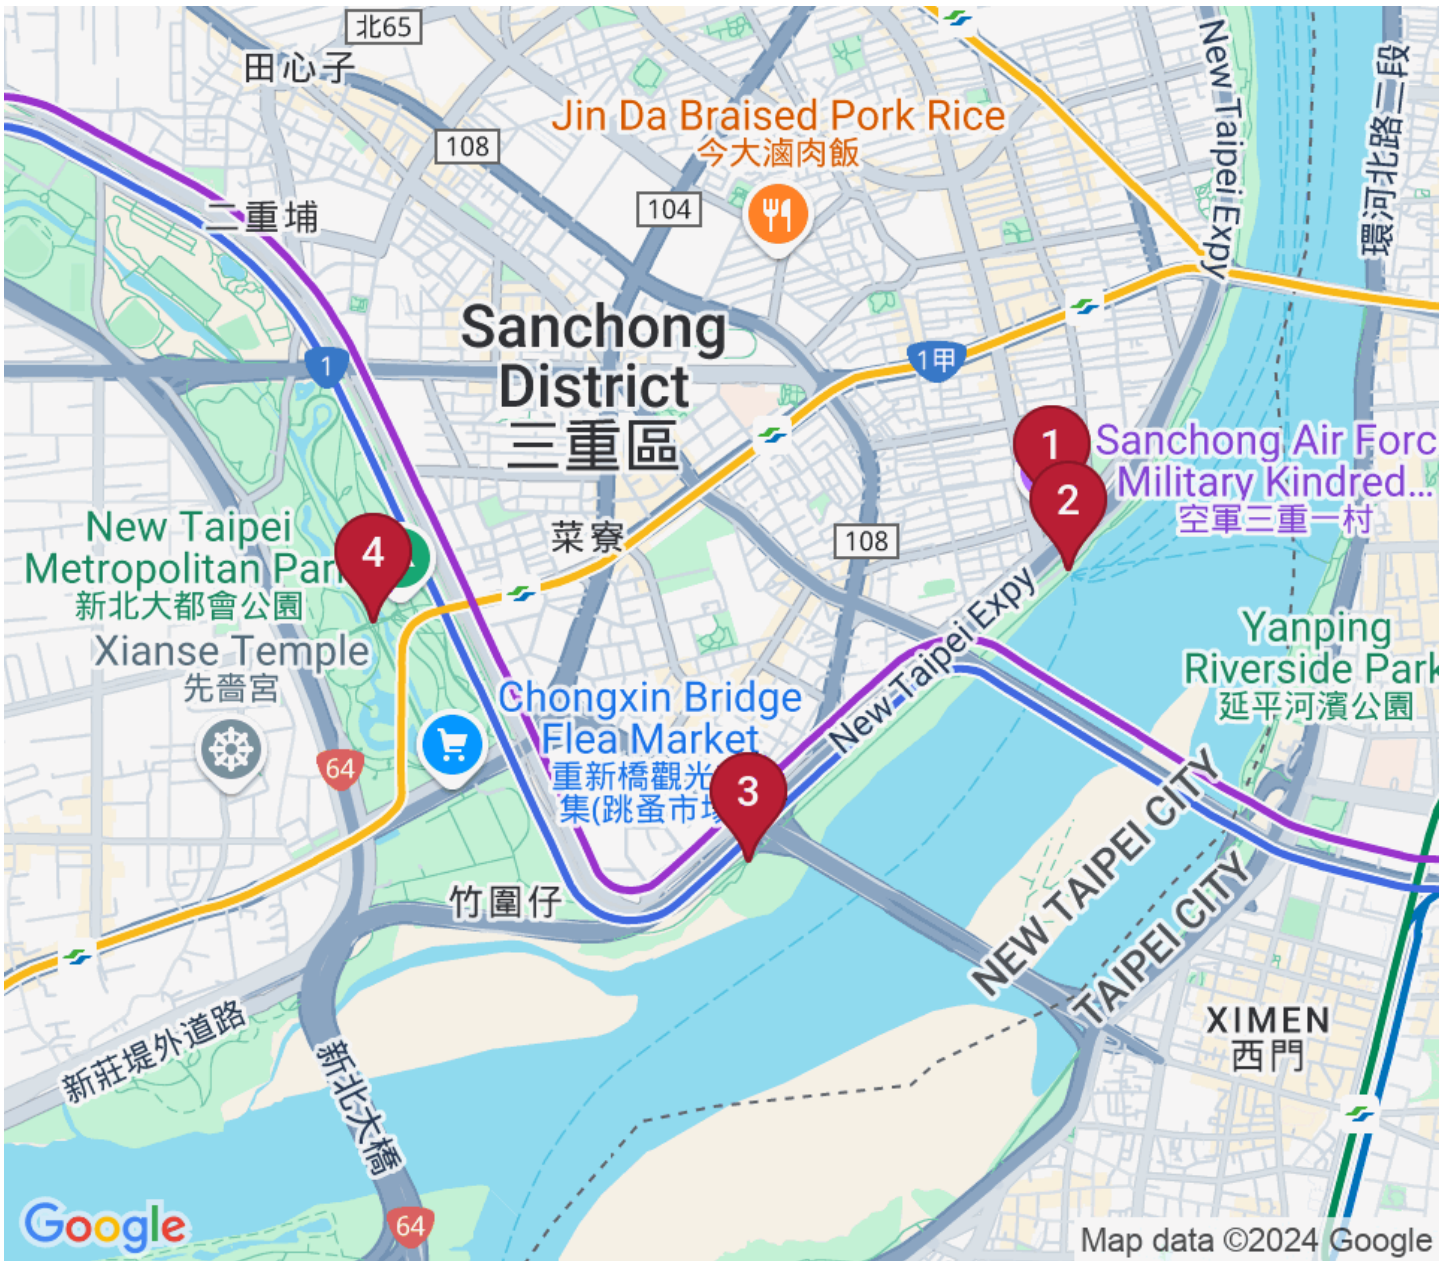 北65
田心子
New Taipei Expy
環河北路三段
Jin Da Braised Pork Rice
今大滷肉飯
108
104
二重埔
Sanchong
District
三重區
1
1甲
1
Sanchong Air Forc
Military Kindred...
空軍三重一村
2
New Taipei
Metropolitan Par
新北大都會公園
4
菜寮
108
Xianse Temple
先嗇宮
New Taipei Expy
Yanping
Riverside Park
延平河濱公園
Chongxin Bridge
Flea Market
重新橋觀光
集(跳蚤市場
3
64
竹圍仔
NEW TAIPEI CITY
TAIPEI CITY
XIMEN
西門
新莊堤外道路
新北大橋
64
Google
Map data ©2024 Google